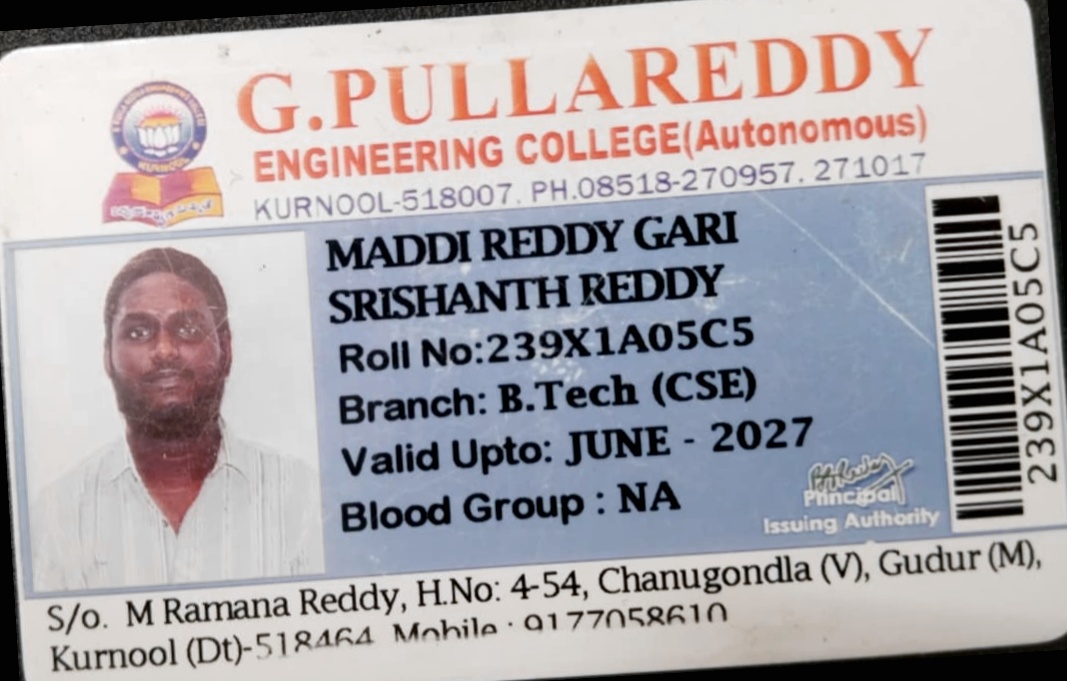 G.PULLAREDDY
ENGINEERING COLLEGE(Autonomous)
KURNOOL-518007. PH.08518-270957. 271017
KURNOOL
MADDI REDDY GARI
SRISHANTH REDDY
Roll No:239X1A05C5
Branch: B.Tech (CSE)
Valid Upto: JUNE - 2027
Blood Group : NA
Principal
Issuing Authority
239X1A05C5
S/o. M Ramana Reddy, H.No: 4-54, Chanugondla (V), Gudur (M),
Kurnool (Dt)-518464 Mobile : 9177058610